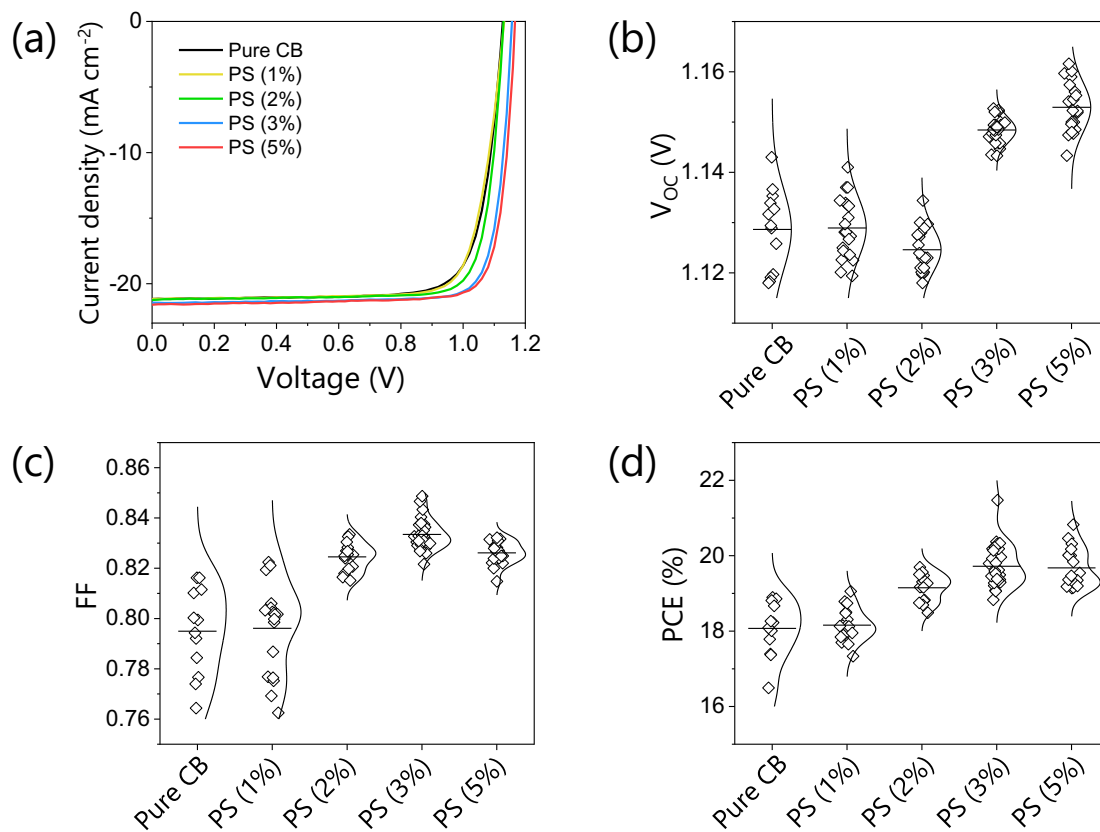 (a)
Current density (mA cm⁻²)
0
-10
-20
Pure CB
PS (1%)
PS (2%)
PS (3%)
PS (5%)
0.0 0.2 0.4 0.6 0.8 1.0 1.2
Voltage (V)
(b)
V_OC (V)
1.16
1.14
1.12
Pure CB PS (1%) PS (2%) PS (3%) PS (5%)
(c)
FF
0.86
0.84
0.82
0.80
0.78
0.76
Pure CB PS (1%) PS (2%) PS (3%) PS (5%)
(d)
PCE (%)
22
20
18
16
Pure CB PS (1%) PS (2%) PS (3%) PS (5%)